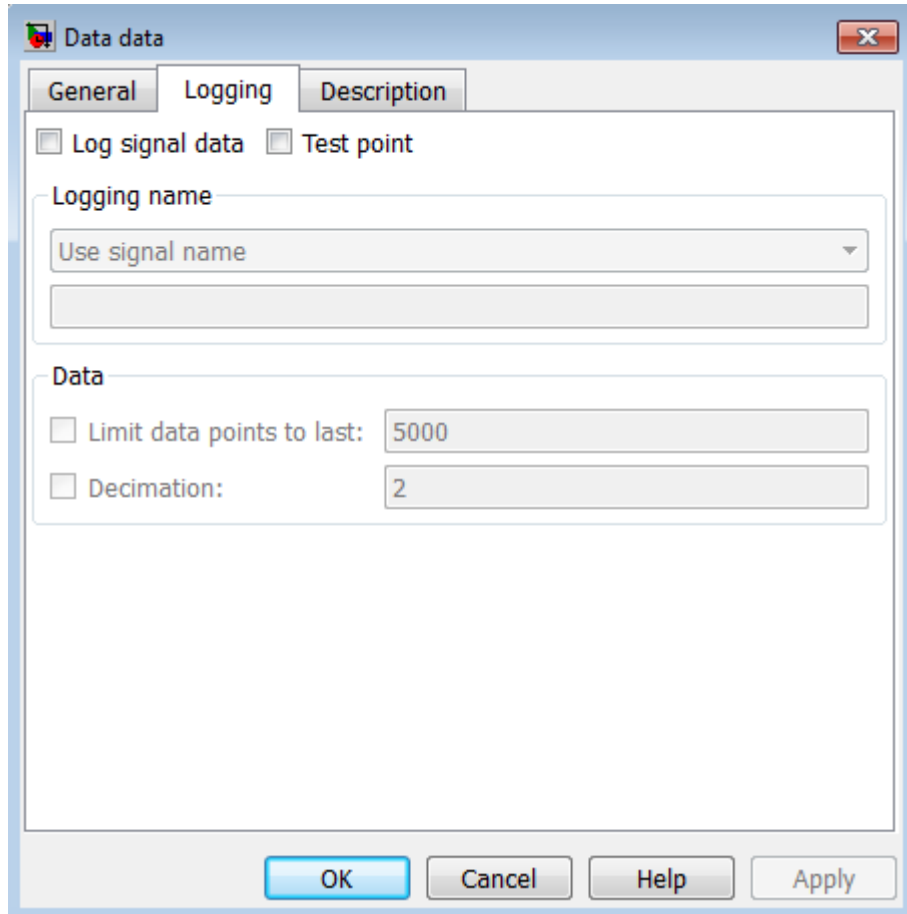 Data data
General Logging Description
Log signal data Test point
Logging name
Use signal name
Data
Limit data points to last: 5000
Decimation: 2
OK Cancel Help Apply